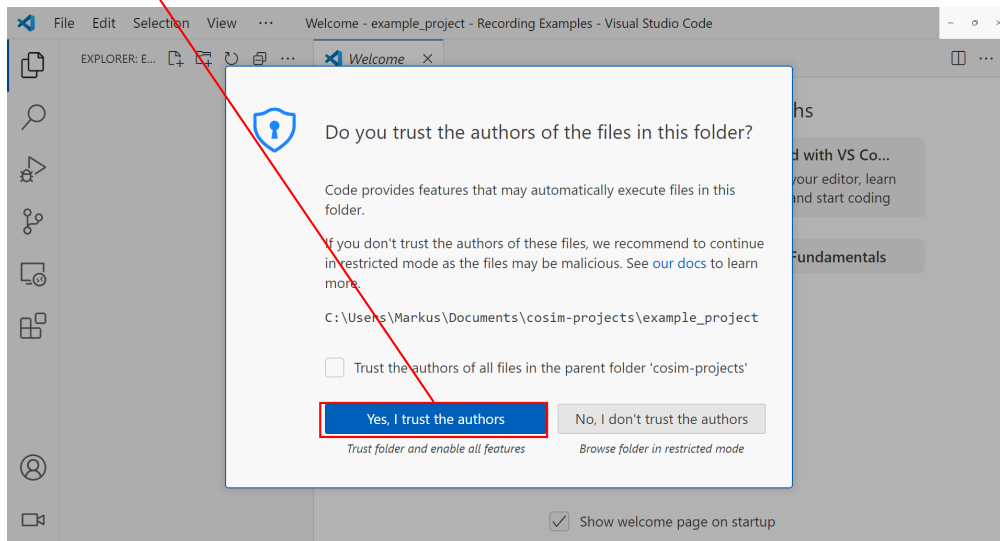 File Edit Selection View ··· Welcome - example_project - Recording Examples - Visual Studio Code
EXPLORER: E... ···
Welcome
···
hs
d with VS Co...
your editor, learn
and start coding
Fundamentals
Do you trust the authors of the files in this folder?
Code provides features that may automatically execute files in this
folder.
If you don't trust the authors of these files, we recommend to continue
in restricted mode as the files may be malicious. See our docs to learn
more.
C:\Users\Markus\Documents\cosim-projects\example_project
Trust the authors of all files in the parent folder 'cosim-projects'
Yes, I trust the authors No, I don't trust the authors
Trust folder and enable all features Browse folder in restricted mode
Show welcome page on startup